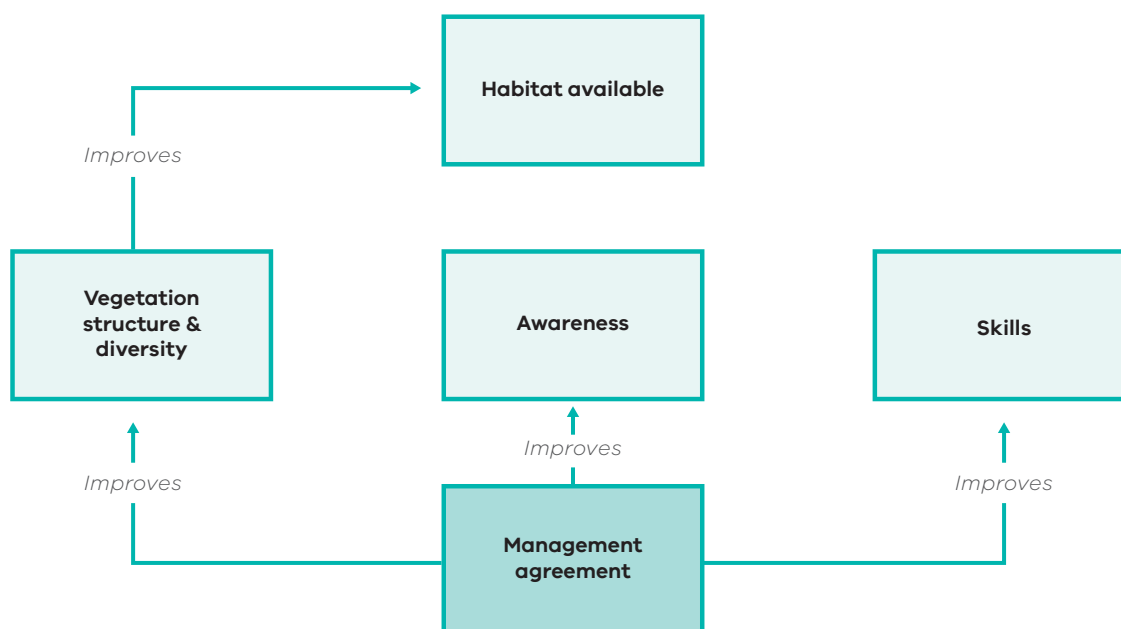 Habitat available
Improves
Vegetation
structure &
diversity
Awareness
Skills
Improves
Improves
Improves
Management
agreement